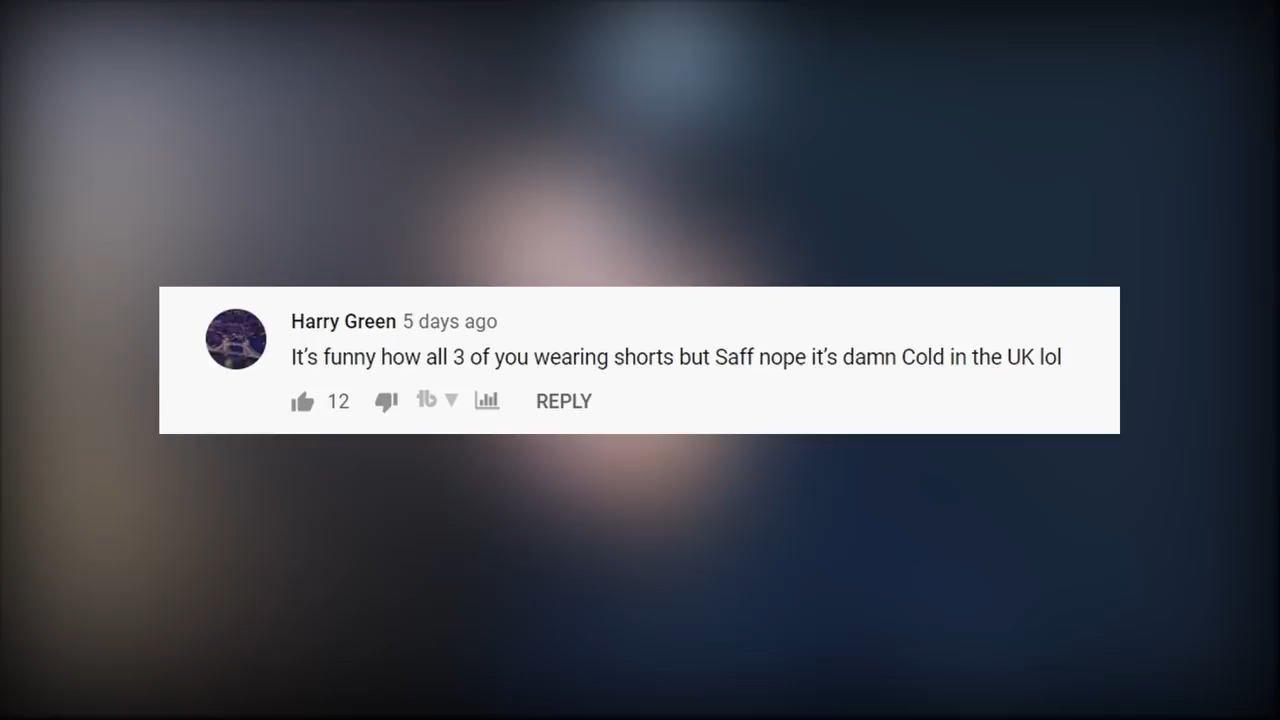 Harry Green 5 days ago
It’s funny how all 3 of you wearing shorts but Saff nope it’s damn Cold in the UK lol
12 REPLY